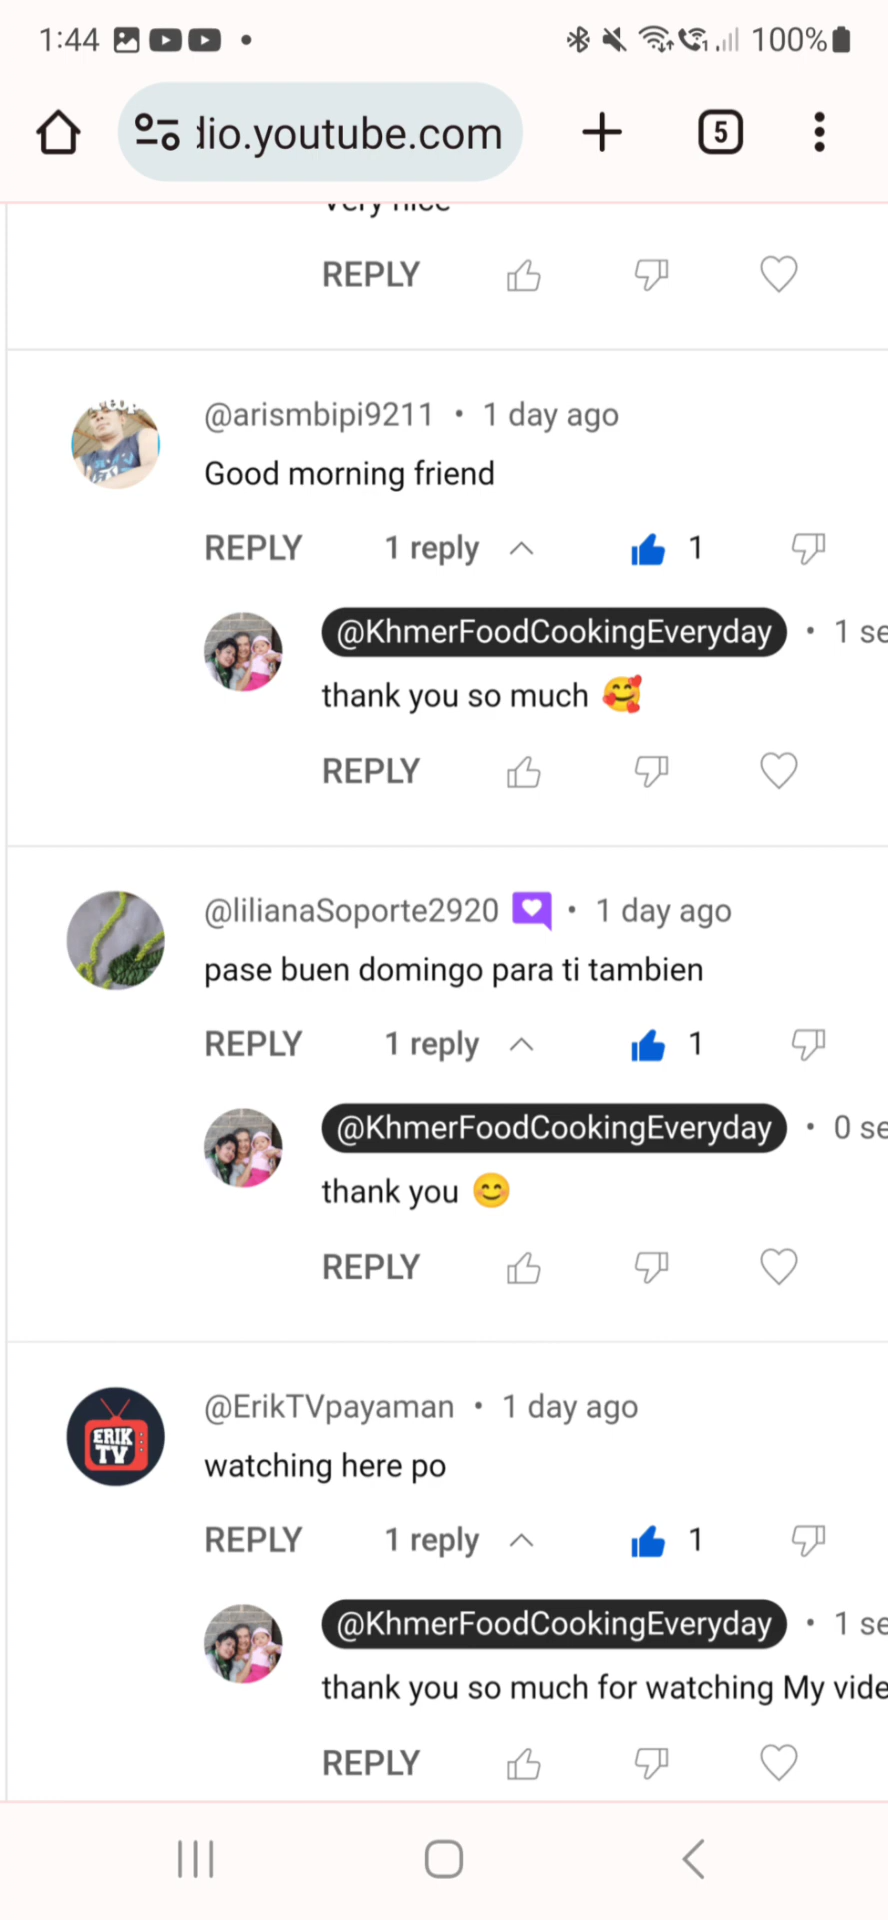 1:44
100%
dio.youtube.com
5
very nice
REPLY
@arismbipi9211 • 1 day ago
Good morning friend
REPLY 1 reply 1
@KhmerFoodCookingEveryday • 1 se
thank you so much 🥰
REPLY
@lilianaSoporte2920 • 1 day ago
pase buen domingo para ti tambien
REPLY 1 reply 1
@KhmerFoodCookingEveryday • 0 se
thank you 😊
REPLY
ERIK
TV
@ErikTVpayaman • 1 day ago
watching here po
REPLY 1 reply 1
@KhmerFoodCookingEveryday • 1 se
thank you so much for watching My vide
REPLY